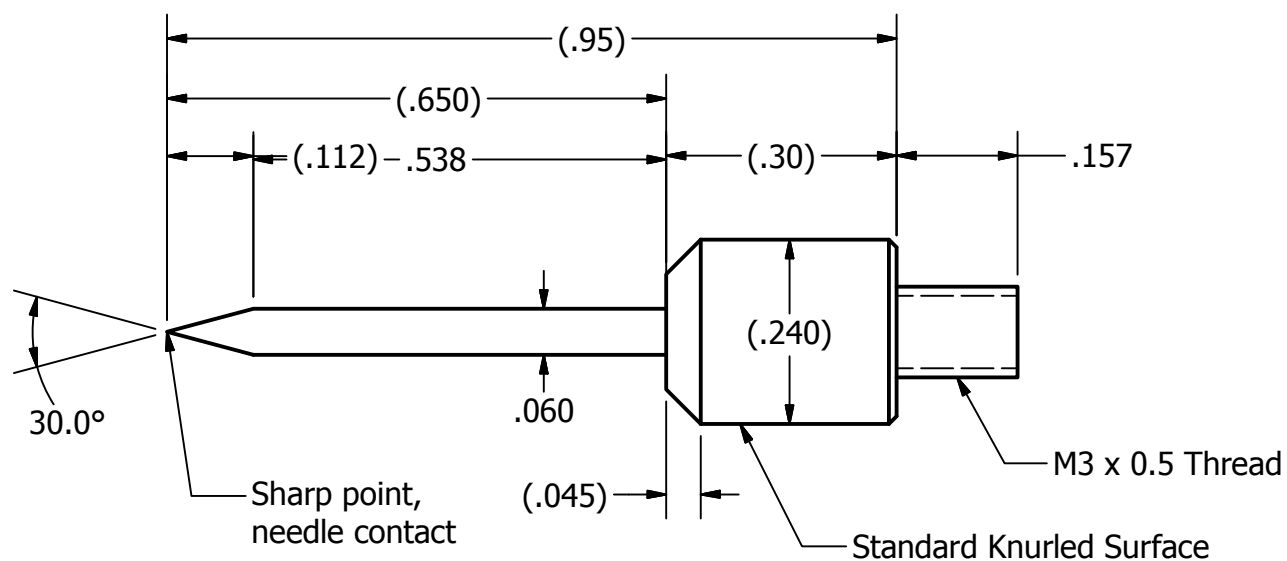 (.95)
(.650)
(.112)
.538
(.30)
.157
(.240)
30.0°
.060
M3 x 0.5 Thread
(.045)
Sharp point,
needle contact
Standard Knurled Surface